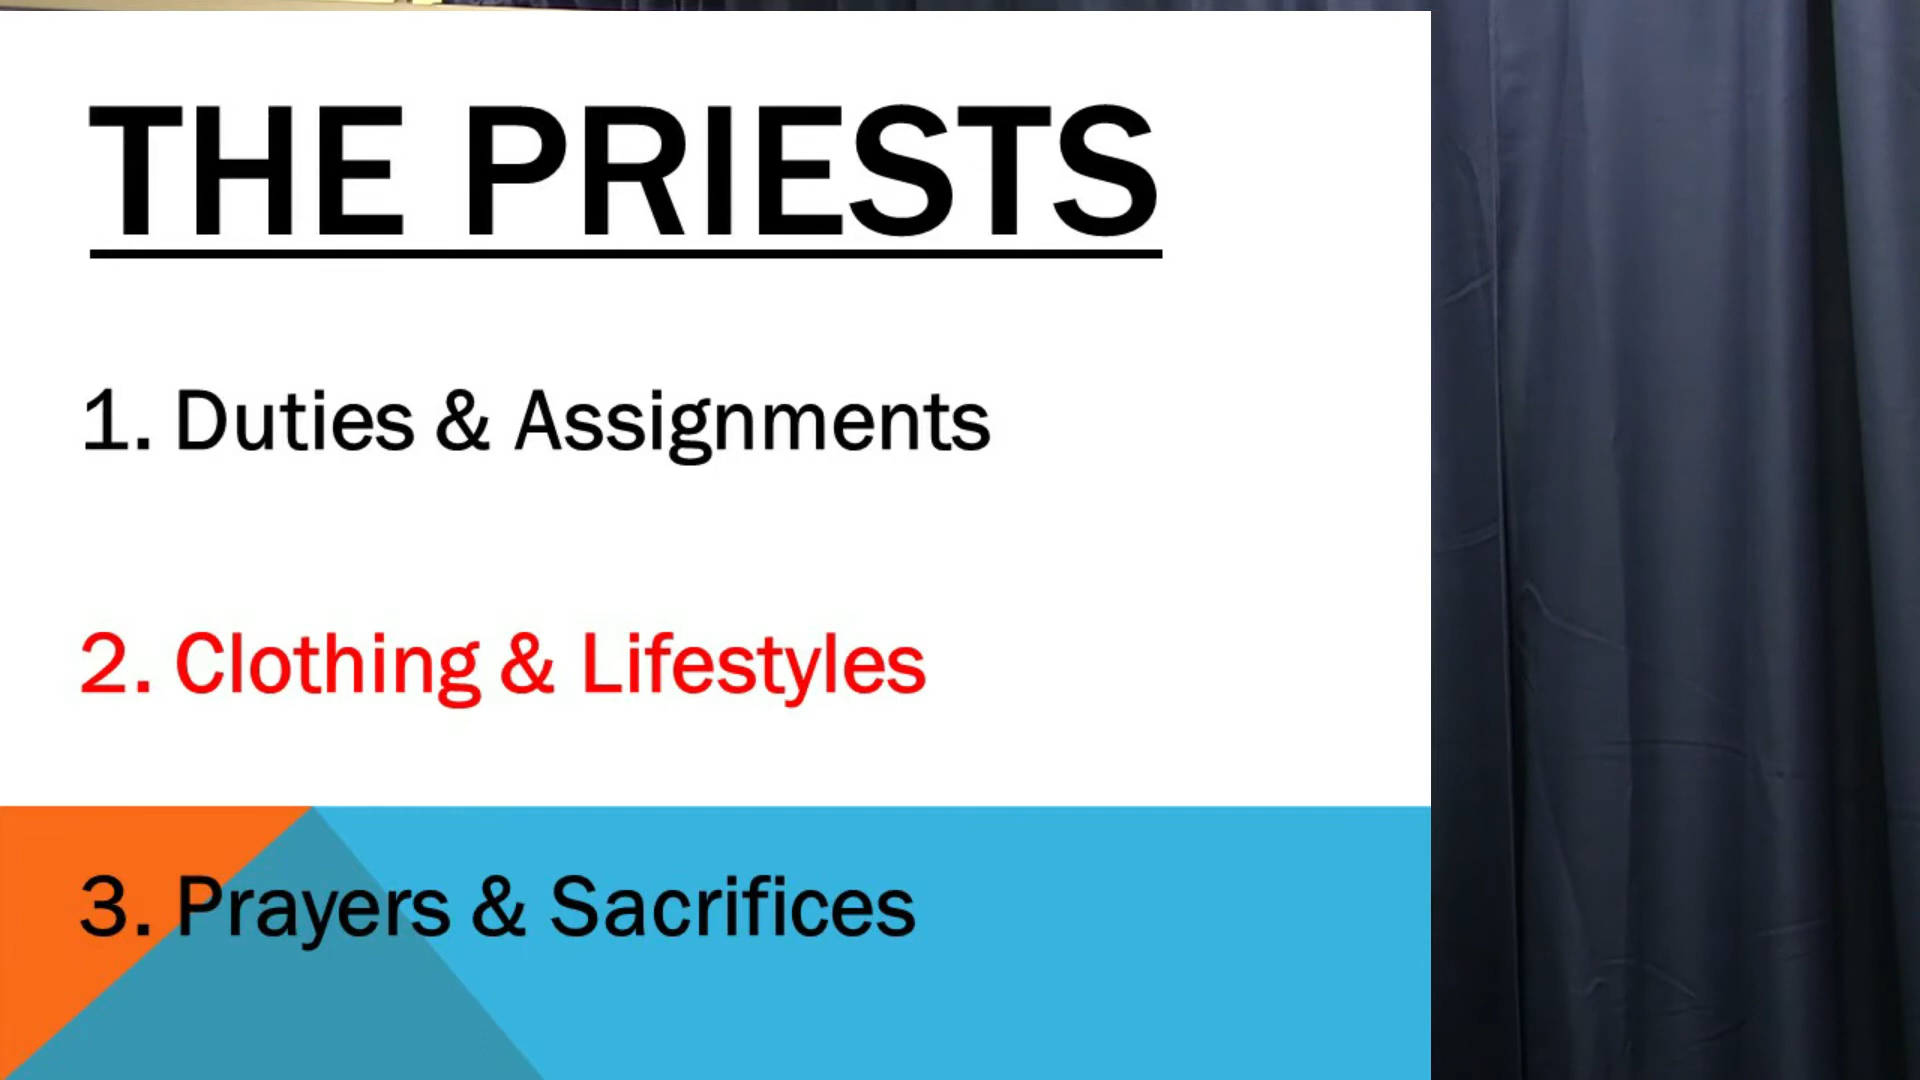 THE PRIESTS
1. Duties & Assignments
2. Clothing & Lifestyles
3. Prayers & Sacrifices